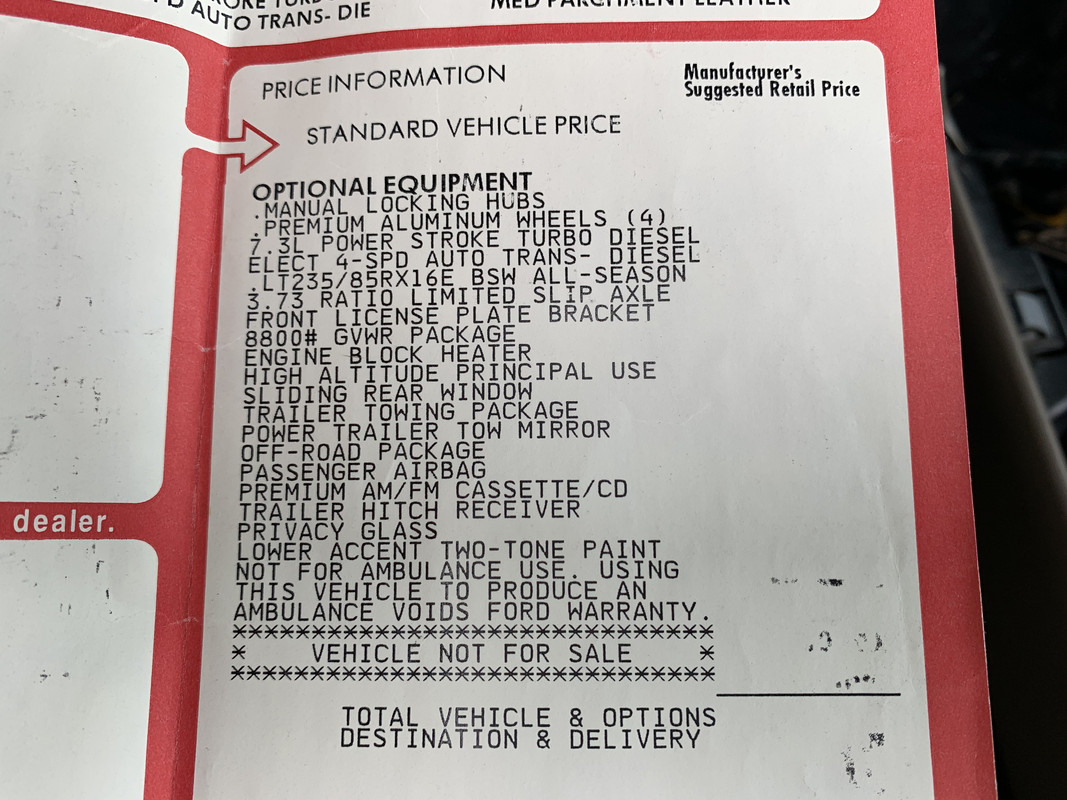 AUTO TRANS- DIE
MED PARCHMENT LEATHER
PRICE INFORMATION
Manufacturer's
Suggested Retail Price
STANDARD VEHICLE PRICE
OPTIONAL EQUIPMENT
.MANUAL LOCKING HUBS
.PREMIUM ALUMINUM WHEELS (4)
7.3L POWER STROKE TURBO DIESEL
ELECT 4-SPD AUTO TRANS- DIESEL
.LT235/85RX16E BSW ALL-SEASON
3.73 RATIO LIMITED SLIP AXLE
FRONT LICENSE PLATE BRACKET
8800# GVWR PACKAGE
ENGINE BLOCK HEATER
HIGH ALTITUDE PRINCIPAL USE
SLIDING REAR WINDOW
TRAILER TOWING PACKAGE
POWER TRAILER TOW MIRROR
OFF-ROAD PACKAGE
PASSENGER AIRBAG
PREMIUM AM/FM CASSETTE/CD
TRAILER HITCH RECEIVER
PRIVACY GLASS
dealer.
LOWER ACCENT TWO-TONE PAINT
NOT FOR AMBULANCE USE. USING
THIS VEHICLE TO PRODUCE AN
AMBULANCE VOIDS FORD WARRANTY.
*********************************
* VEHICLE NOT FOR SALE *
*********************************
TOTAL VEHICLE & OPTIONS
DESTINATION & DELIVERY